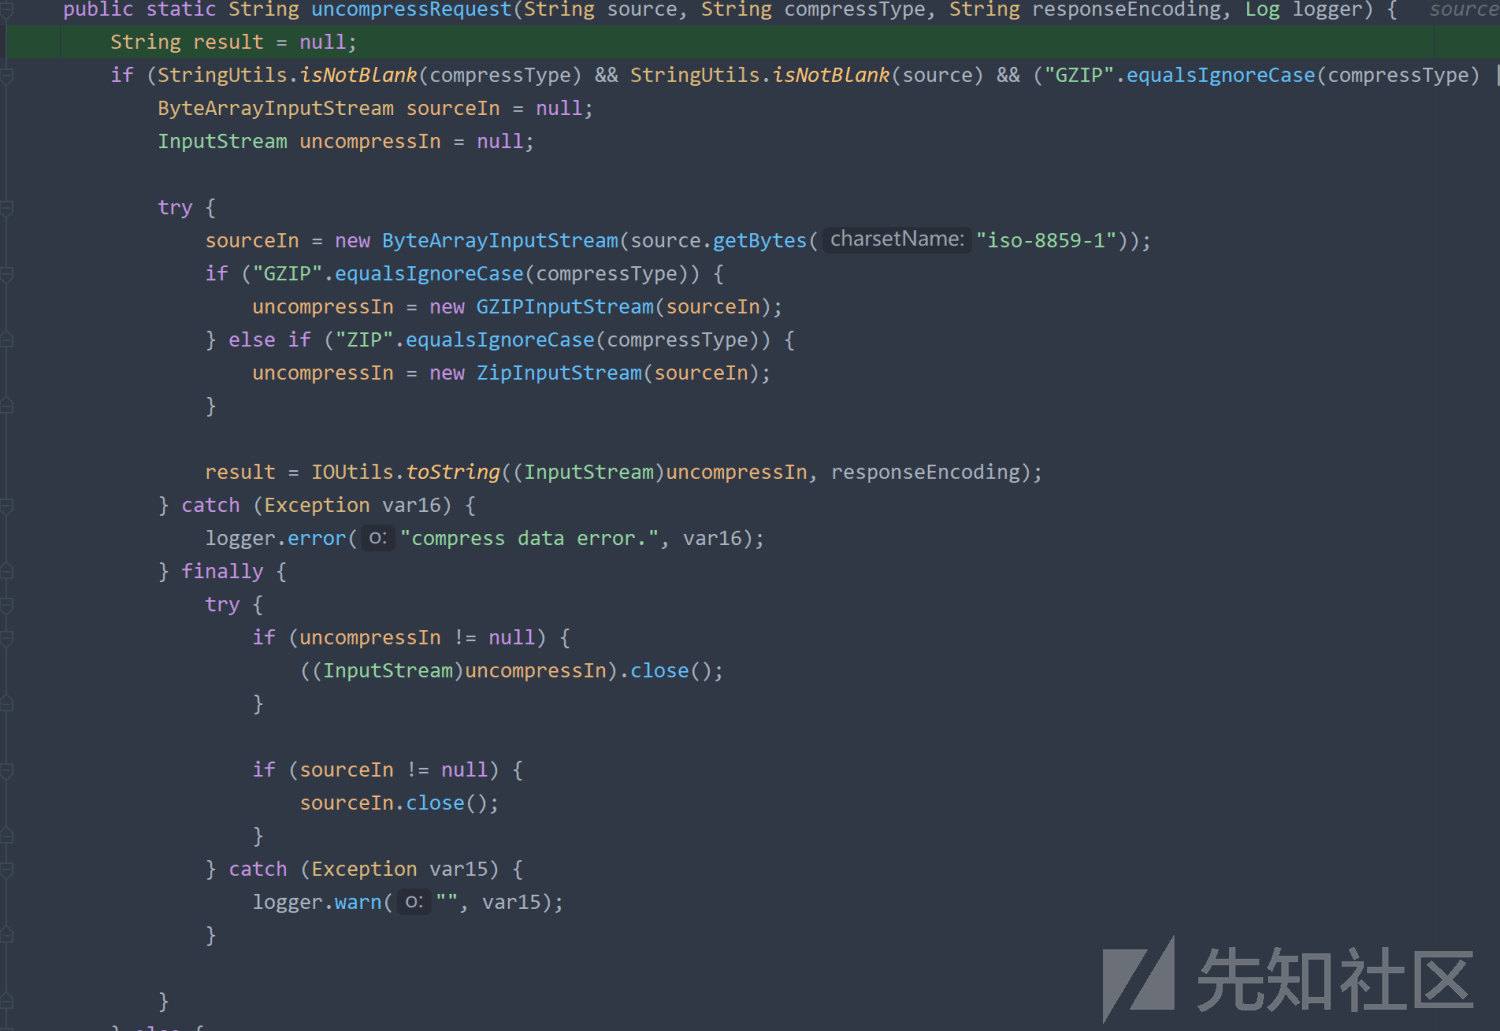 public static String uncompressRequest(String source, String compressType, String responseEncoding, Log logger) { source
String result = null;
if (StringUtils.isNotBlank(compressType) && StringUtils.isNotBlank(source) && ("GZIP".equalsIgnoreCase(compressType) |
ByteArrayInputStream sourceIn = null;
InputStream uncompressIn = null;
try {
sourceIn = new ByteArrayInputStream(source.getBytes( charsetName: "iso-8859-1"));
if ("GZIP".equalsIgnoreCase(compressType)) {
uncompressIn = new GZIPInputStream(sourceIn);
} else if ("ZIP".equalsIgnoreCase(compressType)) {
uncompressIn = new ZipInputStream(sourceIn);
}
result = IOUtils.toString((InputStream)uncompressIn, responseEncoding);
} catch (Exception var16) {
logger.error( o: "compress data error.", var16);
} finally {
try {
if (uncompressIn != null) {
((InputStream)uncompressIn).close();
}
if (sourceIn != null) {
sourceIn.close();
}
} catch (Exception var15) {
logger.warn( o: "", var15);
}
}
} else {
先知社区